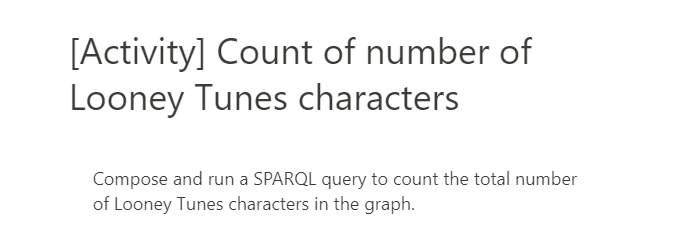 [Activity] Count of number of
Looney Tunes characters
Compose and run a SPARQL query to count the total number
of Looney Tunes characters in the graph.